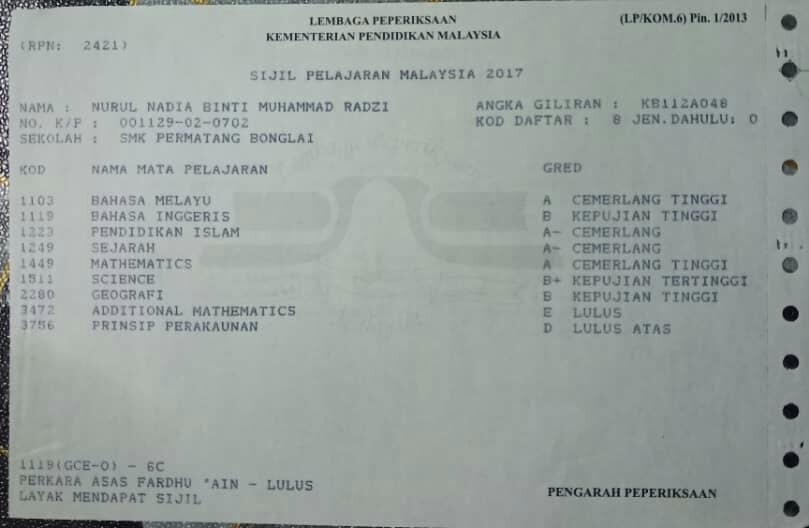 LEMBAGA PEPERIKSAAN (LP/KOM.6) Pin. 1/2013
KEMENTERIAN PENDIDIKAN MALAYSIA
(RPN: 2421)
SIJIL PELAJARAN MALAYSIA 2017
NAMA : NURUL NADIA BINTI MUHAMMAD RADZI ANGKA GILIRAN : KB112A048
NO. K/P : 001129-02-0702 KOD DAFTAR : 8 JEN.DAHULU: 0
SEKOLAH : SMK PERMATANG BONGLAI
KOD NAMA MATA PELAJARAN GRED
1103 BAHASA MELAYU A CEMERLANG TINGGI
1119 BAHASA INGGERIS B KEPUJIAN TINGGI
1223 PENDIDIKAN ISLAM A- CEMERLANG
1249 SEJARAH A- CEMERLANG
1449 MATHEMATICS A CEMERLANG TINGGI
1511 SCIENCE B+ KEPUJIAN TERTINGGI
2280 GEOGRAFI B KEPUJIAN TINGGI
3472 ADDITIONAL MATHEMATICS E LULUS
3756 PRINSIP PERAKAUNAN D LULUS ATAS
1119(GCE-O) - 6C
PERKARA ASAS FARDHU 'AIN - LULUS
LAYAK MENDAPAT SIJIL
PENGARAH PEPERIKSAAN